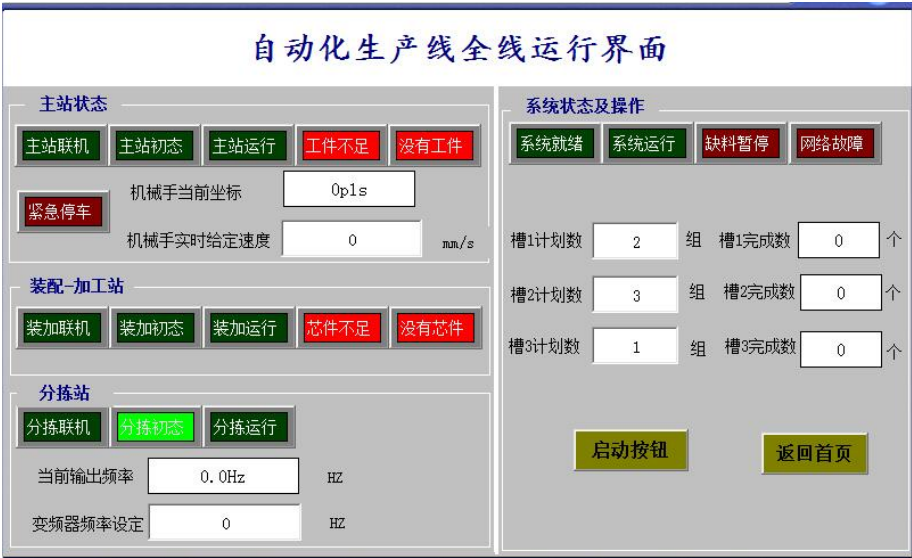 自动化生产线全线运行界面
主站状态
主站联机 主站初态 主站运行 工件不足 没有工件
紧急停车
机械手当前坐标 0pls
机械手实时给定速度 0 mm/s
装配-加工站
装加联机 装加初态 装加运行 芯件不足 没有芯件
分拣站
分拣联机 分拣初态 分拣运行
当前输出频率 0.0Hz HZ
变频器频率设定 0 HZ
系统状态及操作
系统就绪 系统运行 缺料暂停 网络故障
槽1计划数 2 组 槽1完成数 0 个
槽2计划数 3 组 槽2完成数 0 个
槽3计划数 1 组 槽3完成数 0 个
启动按钮 返回首页